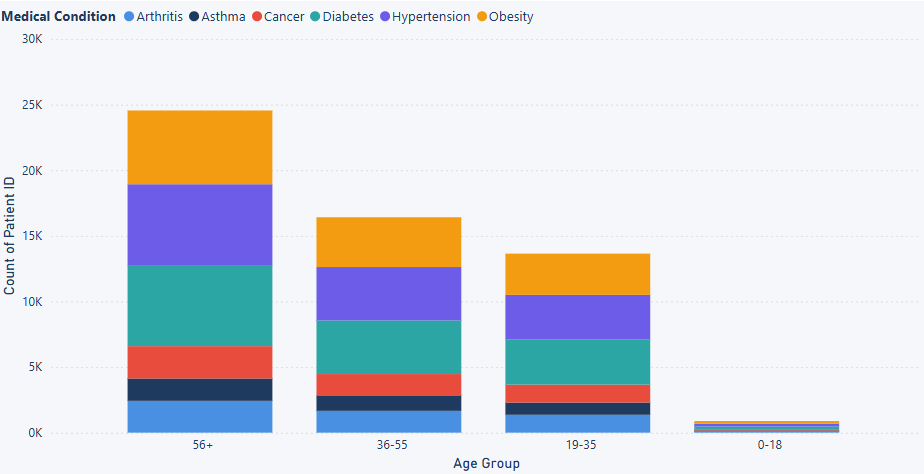 Medical Condition Arthritis Asthma Cancer Diabetes Hypertension Obesity
30K
25K
20K
15K
10K
5K
0K
Count of Patient ID
56+ 36-55 19-35 0-18
Age Group